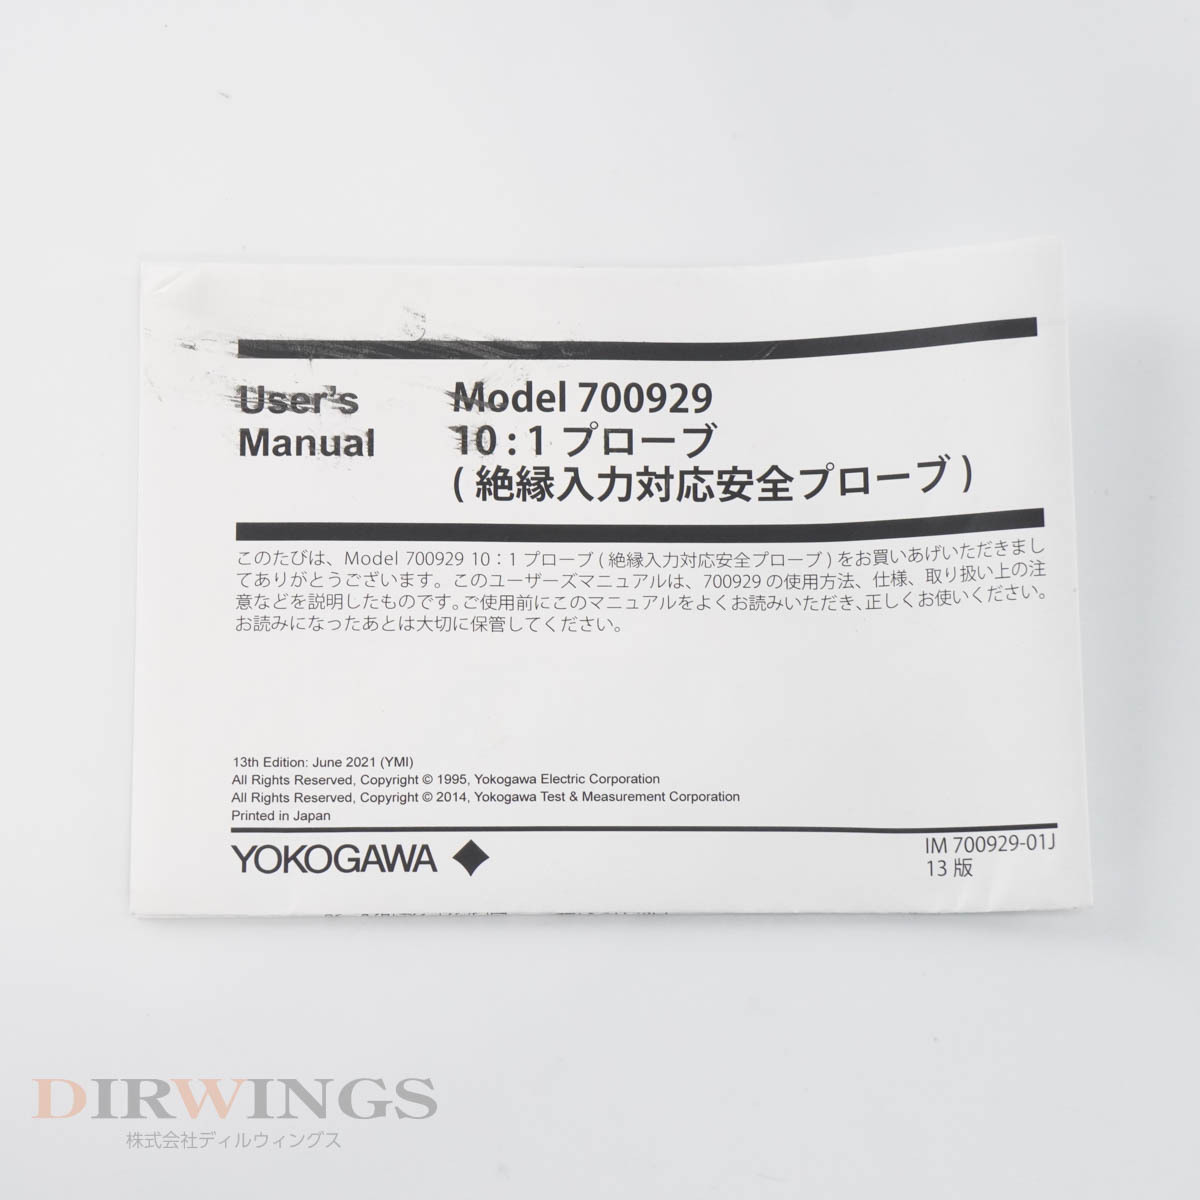 User's
Manual
Model 700929
10 : 1 プローブ
( 絶縁入力対応安全プローブ )
このたびは、Model 700929 10：1 プローブ ( 絶縁入力対応安全プローブ ) をお買いあげいただきまし
てありがとうございます。このユーザーズマニュアルは、700929 の使用方法、仕様、取り扱い上の注
意などを説明したものです。ご使用前にこのマニュアルをよくお読みいただき、正しくお使いください。
お読みになったあとは大切に保管してください。
13th Edition: June 2021 (YMI)
All Rights Reserved, Copyright © 1995, Yokogawa Electric Corporation
All Rights Reserved, Copyright © 2014, Yokogawa Test & Measurement Corporation
Printed in Japan
YOKOGAWA
IM 700929-01J
13 版
DIRWINGS
株式会社ディルウィングス